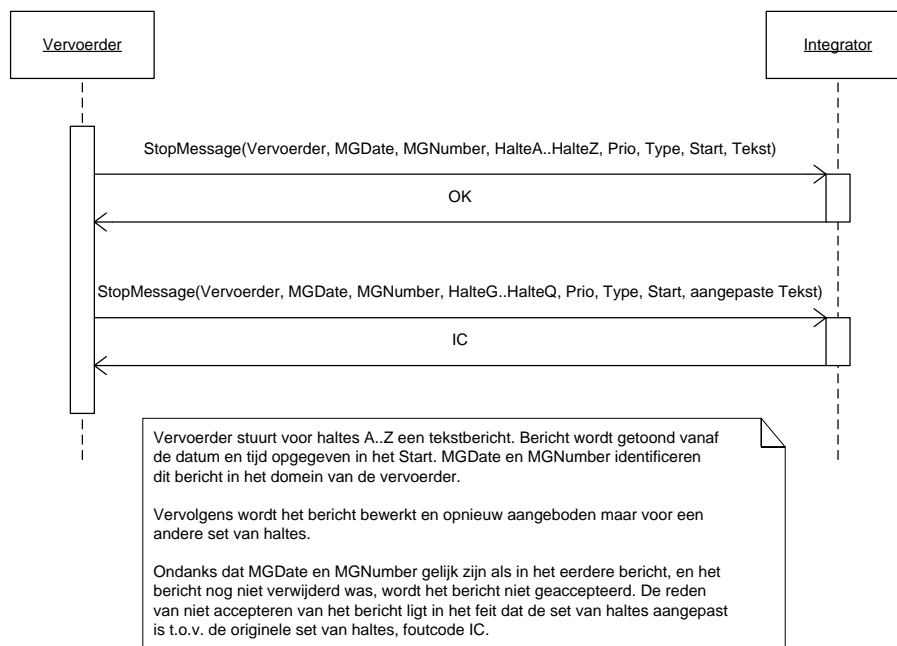 Vervoerder
Integrator
StopMessage(Vervoerder, MGDate, MGNumber, HalteA..HalteZ, Prio, Type, Start, Tekst)
OK
StopMessage(Vervoerder, MGDate, MGNumber, HalteG..HalteQ, Prio, Type, Start, aangepaste Tekst)
IC
Vervoerder stuurt voor haltes A..Z een tekstbericht. Bericht wordt getoond vanaf
de datum en tijd opgegeven in het Start. MGDate en MGNumber identificeren
dit bericht in het domein van de vervoerder.
Vervolgens wordt het bericht bewerkt en opnieuw aangeboden maar voor een
andere set van haltes.
Ondanks dat MGDate en MGNumber gelijk zijn als in het eerdere bericht, en het
bericht nog niet verwijderd was, wordt het bericht niet geaccepteerd. De reden
van niet accepteren van het bericht ligt in het feit dat de set van haltes aangepast
is t.o.v. de originele set van haltes, foutcode IC.